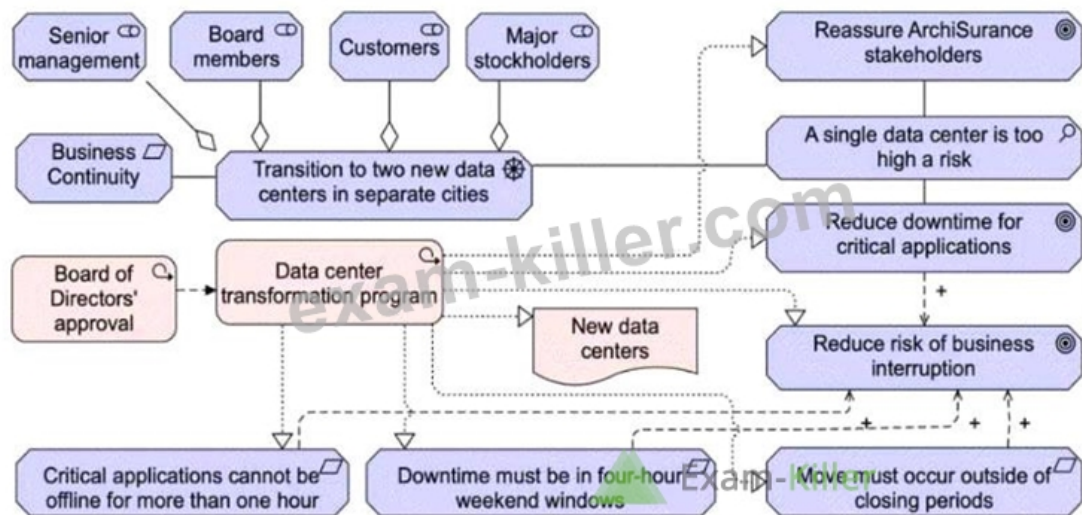 Senior
management
Board
members
Customers
Major
stockholders
Reassure ArchiSurance
stakeholders
Business
Continuity
Transition to two new data
centers in separate cities
A single data center is too
high a risk
Reduce downtime for
critical applications
Board of
Directors'
approval
Data center
transformation program
New data
centers
+
Reduce risk of business
interruption
+
+
+
Critical applications cannot be
offline for more than one hour
Downtime must be in four-hour
weekend windows
Move must occur outside of
closing periods
exam-killer.com
Exam-Killer